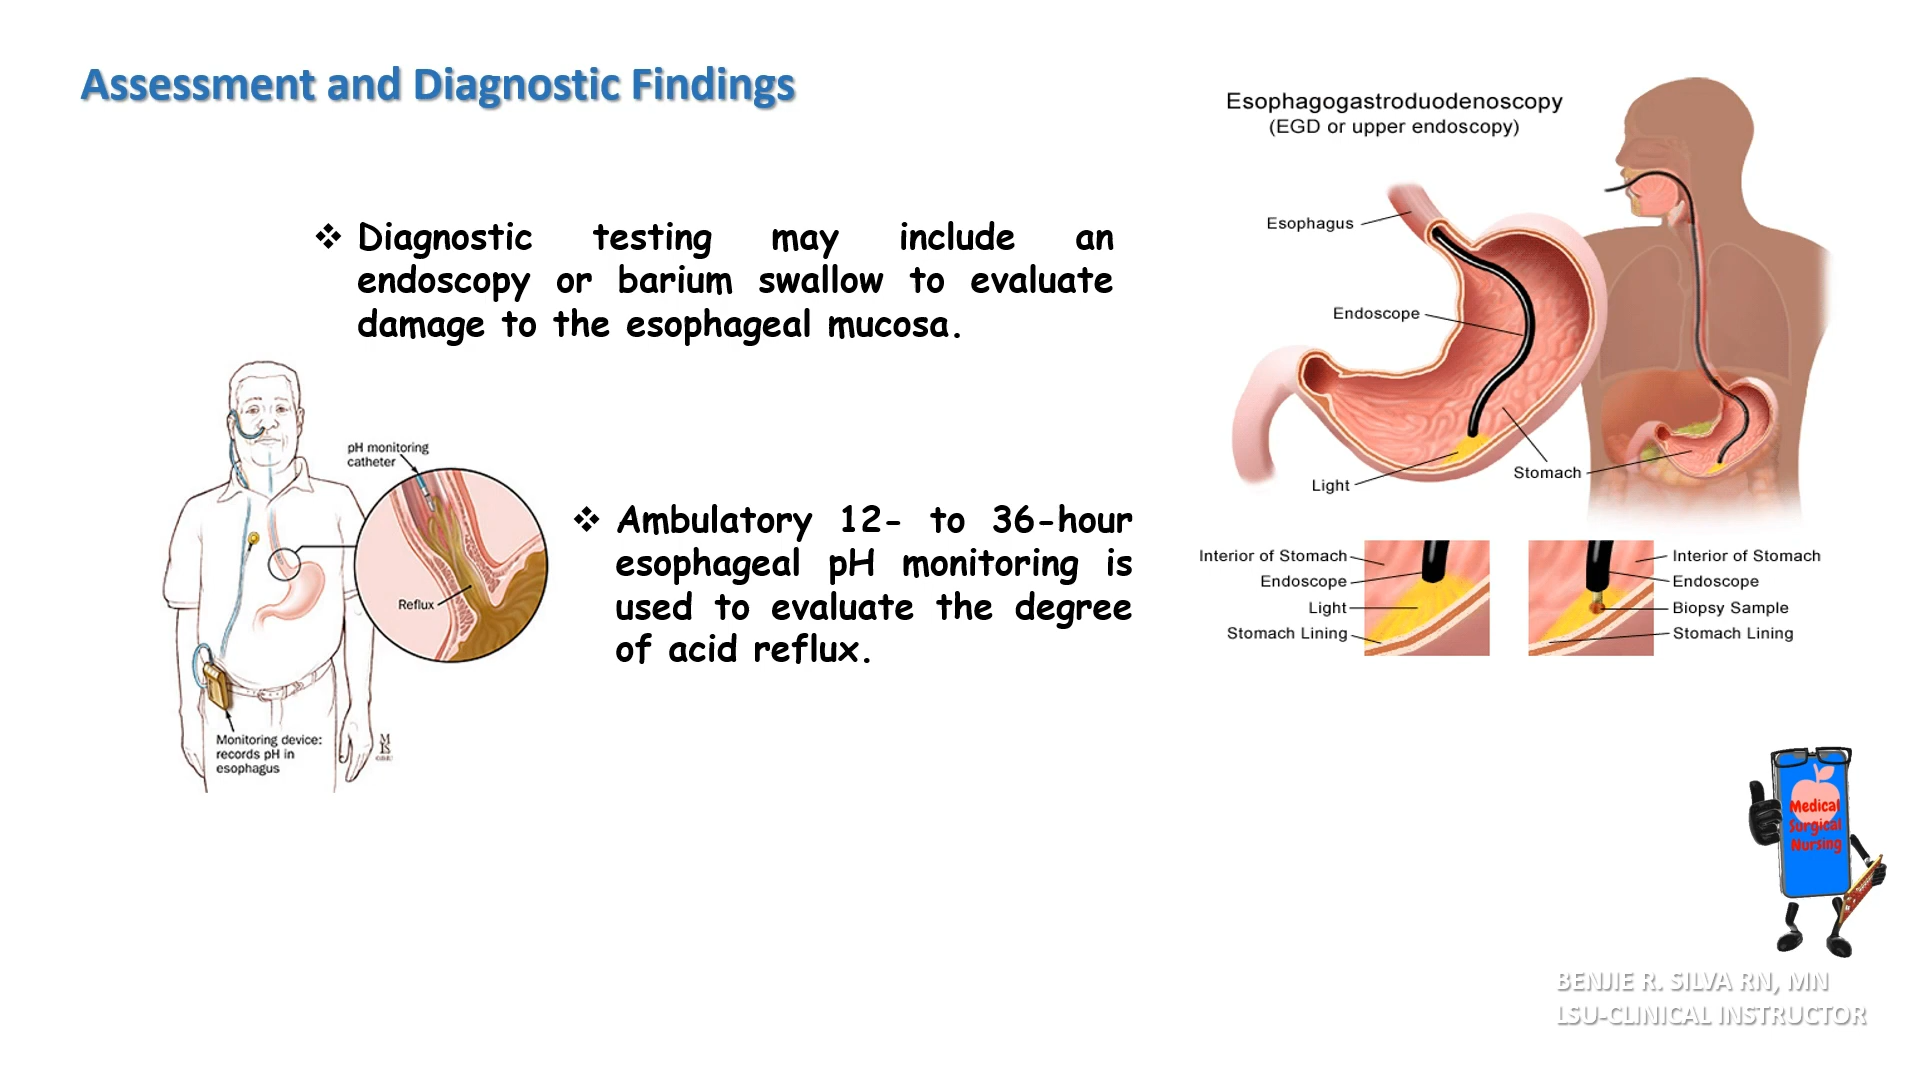 Assessment and Diagnostic Findings
❖ Diagnostic testing may include an
endoscopy or barium swallow to evaluate
damage to the esophageal mucosa.
pH monitoring
catheter
Reflux
Monitoring device:
records pH in
esophagus
❖ Ambulatory 12- to 36-hour
esophageal pH monitoring is
used to evaluate the degree
of acid reflux.
Esophagogastroduodenoscopy
(EGD or upper endoscopy)
Esophagus
Endoscope
Light
Stomach
Interior of Stomach
Endoscope
Light
Stomach Lining
Interior of Stomach
Endoscope
Biopsy Sample
Stomach Lining
Medical
Surgical
Nursing
BENJIE R. SILVA RN, MN
LSU-CLINICAL INSTRUCTOR